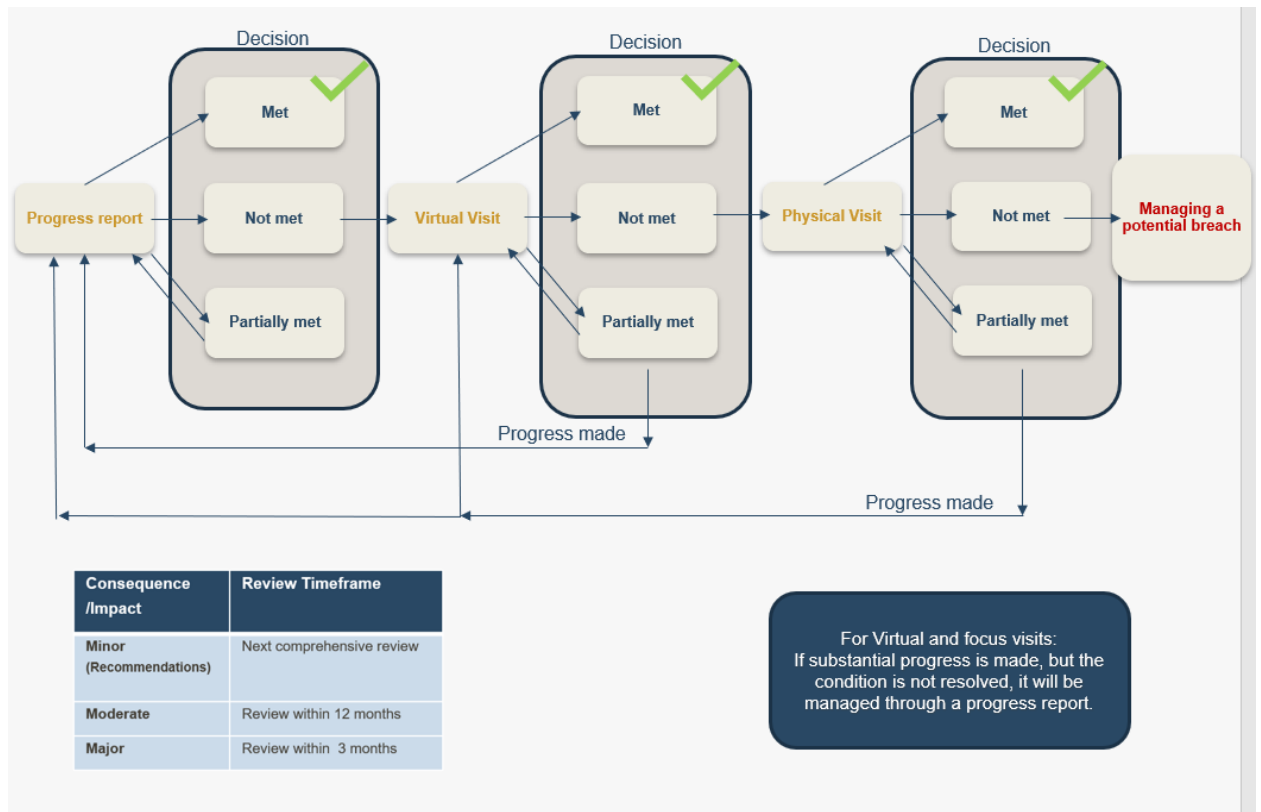 Decision
Decision
Decision
Met
Met
Met
Progress report
Not met
Virtual Visit
Not met
Physical Visit
Not met
Managing a
potential breach
Partially met
Partially met
Partially met
Progress made
Progress made
Consequence
/Impact
Review Timeframe
Minor
(Recommendations)
Next comprehensive review
Moderate
Review within 12 months
Major
Review within  3 months
For Virtual and focus visits:
If substantial progress is made, but the
condition is not resolved, it will be
managed through a progress report.